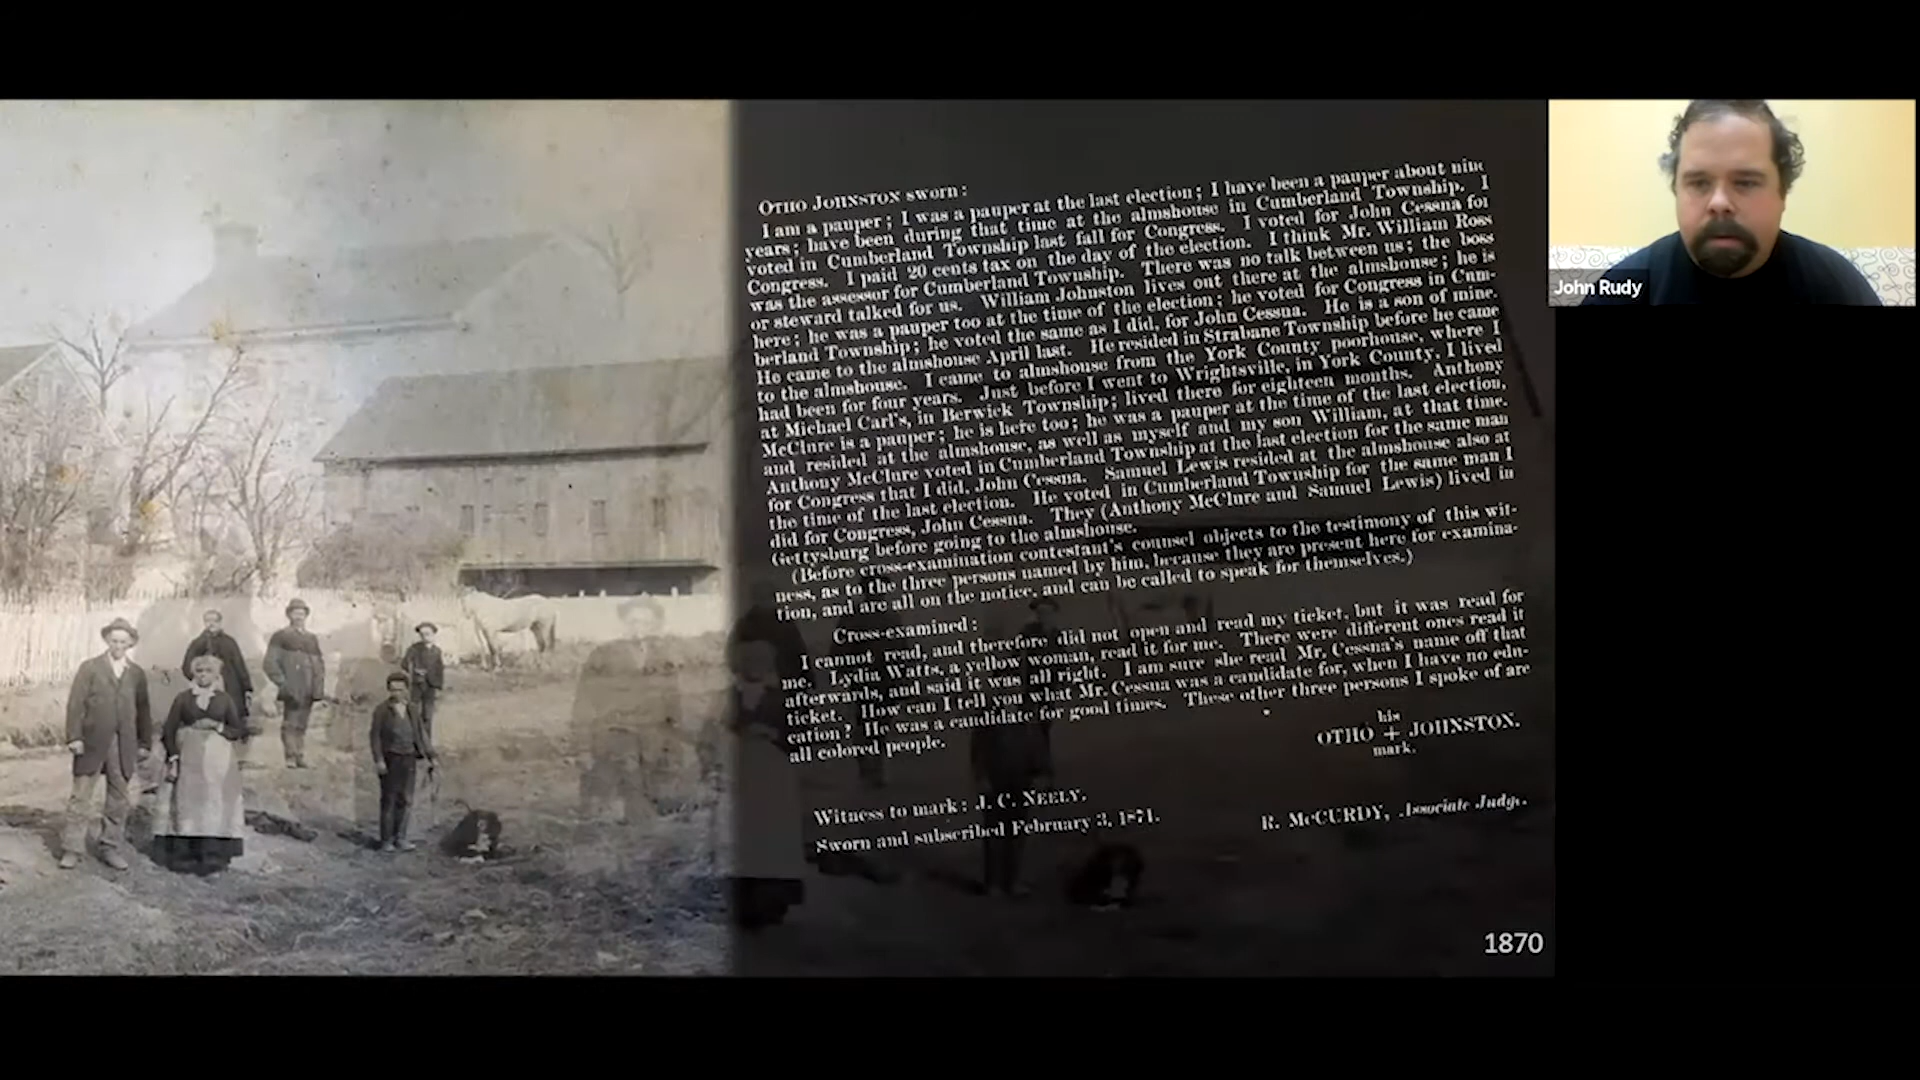 OTHO JOHNSTON sworn:
I am a pauper; I was a pauper at the last election; I have been a pauper about nine
years; have been during that time at the almshouse in Cumberland Township. I
voted in Cumberland Township last fall for Congress. I voted for John Cessna for
Congress. I paid 20 cents tax on the day of the election. I think Mr. William Ross
was the assessor for Cumberland Township. There was no talk between us; the boss
or steward talked for us. William Johnston lives out there at the almshouse; he is
here; he was a pauper too at the time of the election; he voted for Congress in Cum-
berland Township; he voted the same as I did, for John Cessna. He is a son of mine.
He came to the almshouse April last. He resided in Strabane Township before he came
to the almshouse. I came to almshouse from the York County poorhouse, where I
had been for four years. Just before I went to Wrightsville, in York County, I lived
at Michael Carl's, in Berwick Township; lived there for eighteen months. Anthony
McClure is a pauper; he is here too; he was a pauper at the time of the last election,
and resided at the almshouse, as well as myself and my son William, at that time.
Anthony McClure voted in Cumberland Township at the last election for the same man
for Congress that I did, John Cessna. Samuel Lewis resided at the almshouse also at
the time of the last election. He voted in Cumberland Township for the same man I
did for Congress, John Cessna. They (Anthony McClure and Samuel Lewis) lived in
Gettysburg before going to the almshouse.
(Before cross-examination contestant's counsel objects to the testimony of this wit-
ness, as to the three persons named by him, because they are present here for examina-
tion, and are all on the notice, and can be called to speak for themselves.)
Cross-examined:
I cannot read, and therefore did not open and read my ticket, but it was read for
me. Lydia Watts, a yellow woman, read it for me. There were different ones read it
afterwards, and said it was all right. I am sure she read Mr. Cessna's name off that
ticket. How can I tell you what Mr. Cessna was a candidate for, when I have no edu-
cation? He was a candidate for good times. These other three persons I spoke of are
all colored people.
his
OTHO + JOHNSTON.
mark.
Witness to mark: J. C. NEELY.
Sworn and subscribed February 3, 1871.
R. McCURDY, Associate Judge.
1870
John Rudy